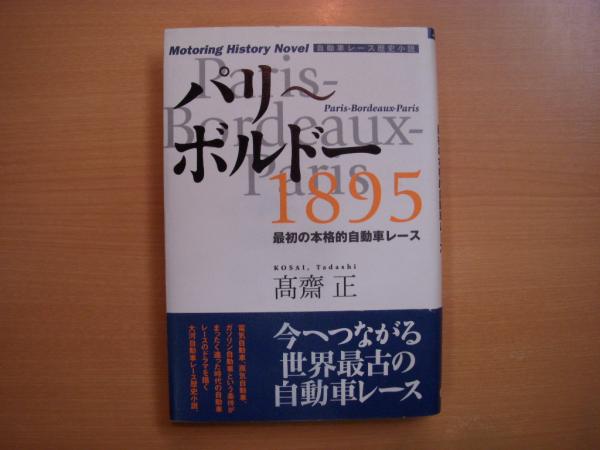 Motoring History Novel 自動車レース歴史小説
Paris-
Bordeaux-
Paris
パリ〜
Paris-Bordeaux-Paris
ボルドー
1895
最初の本格的自動車レース
KOSAI, Tadashi
髙齋 正
今へつながる
世界最古の
自動車レース
電気自動車、蒸気自動車、
ガソリン自動車という条件が
まったく違った時代の自動車
レースのドラマを描く
大河自動車レース歴史小説。